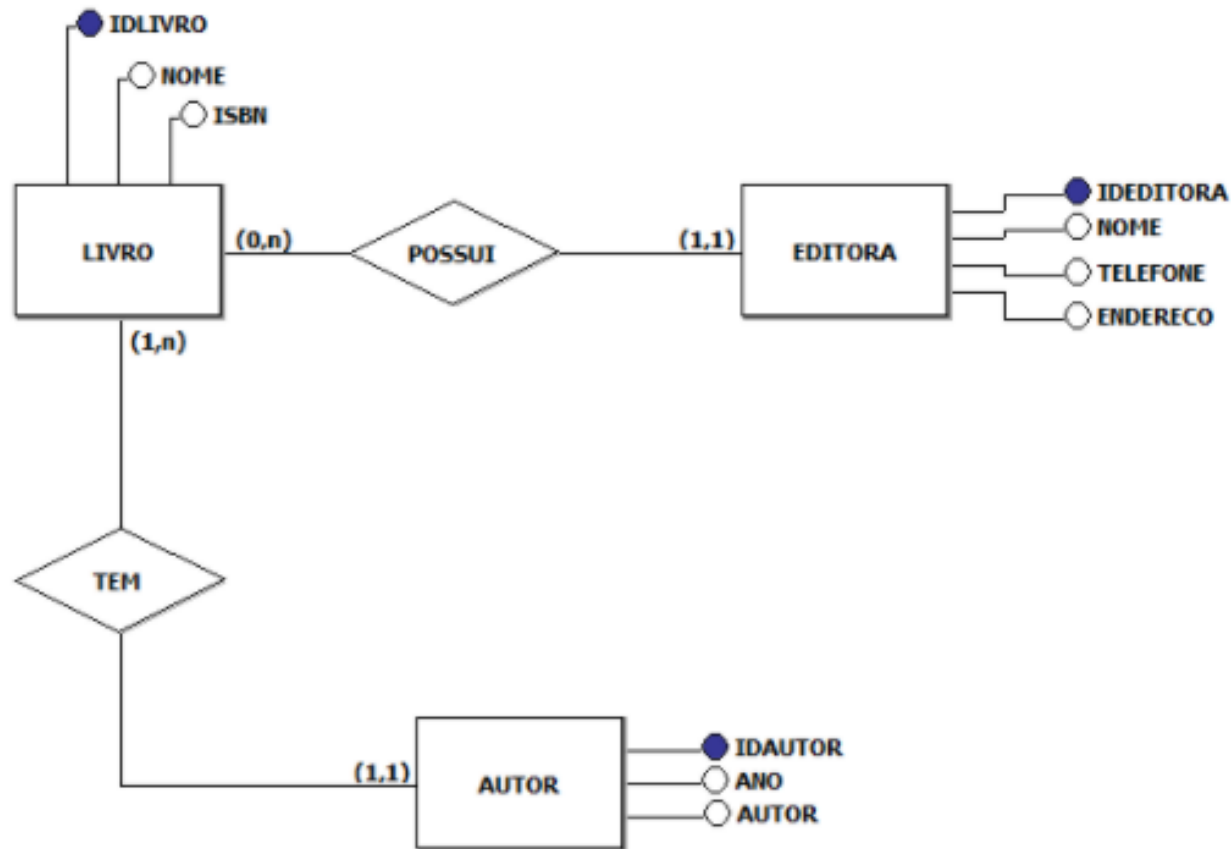 IDLIVRO
NOME
ISBN
LIVRO
(0,n)
POSSUI
(1,1)
EDITORA
IDEDITORA
NOME
TELEFONE
ENDERECO
(1,n)
TEM
(1,1)
AUTOR
IDAUTOR
ANO
AUTOR